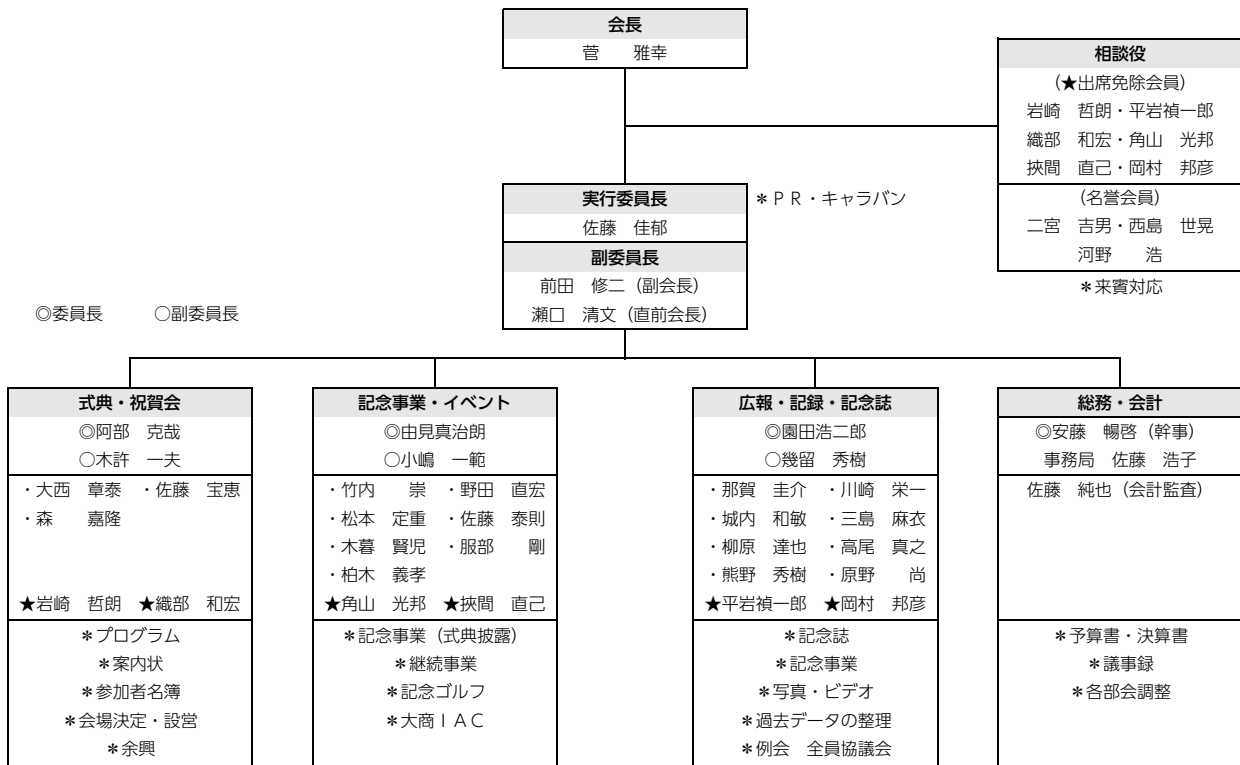 会長
菅　雅幸
相談役
(★出席免除会員)
岩崎　哲朗・平岩禎一郎
織部　和宏・角山　光邦
挾間　直己・岡村　邦彦
(名誉会員)
二宮　吉男・西島　世晃
河野　浩
＊来賓対応
実行委員長
佐藤　佳郁
＊ＰＲ・キャラバン
副委員長
前田　修二（副会長）
瀬口　清文（直前会長）
◎委員長　○副委員長
式典・祝賀会
◎阿部　克哉
○木許　一夫
・大西　章泰　・佐藤　宝恵
・森　嘉隆
★岩崎　哲朗　★織部　和宏
＊プログラム
＊案内状
＊参加者名簿
＊会場決定・設営
＊余興
記念事業・イベント
◎由見真治朗
○小嶋　一範
・竹内　崇　・野田　直宏
・松本　定重　・佐藤　泰則
・木暮　賢児　・服部　剛
・柏木　義孝
★角山　光邦　★挾間　直己
＊記念事業（式典披露）
＊継続事業
＊記念ゴルフ
＊大商ＩＡＣ
広報・記録・記念誌
◎園田浩二郎
○幾留　秀樹
・那賀　圭介　・川崎　栄一
・城内　和敏　・三島　麻衣
・柳原　達也　・高尾　真之
・熊野　秀樹　・原野　尚
★平岩禎一郎　★岡村　邦彦
＊記念誌
＊記念事業
＊写真・ビデオ
＊過去データの整理
＊例会　全員協議会
総務・会計
◎安藤　暢啓（幹事）
事務局　佐藤　浩子
佐藤　純也（会計監査）
＊予算書・決算書
＊議事録
＊各部会調整